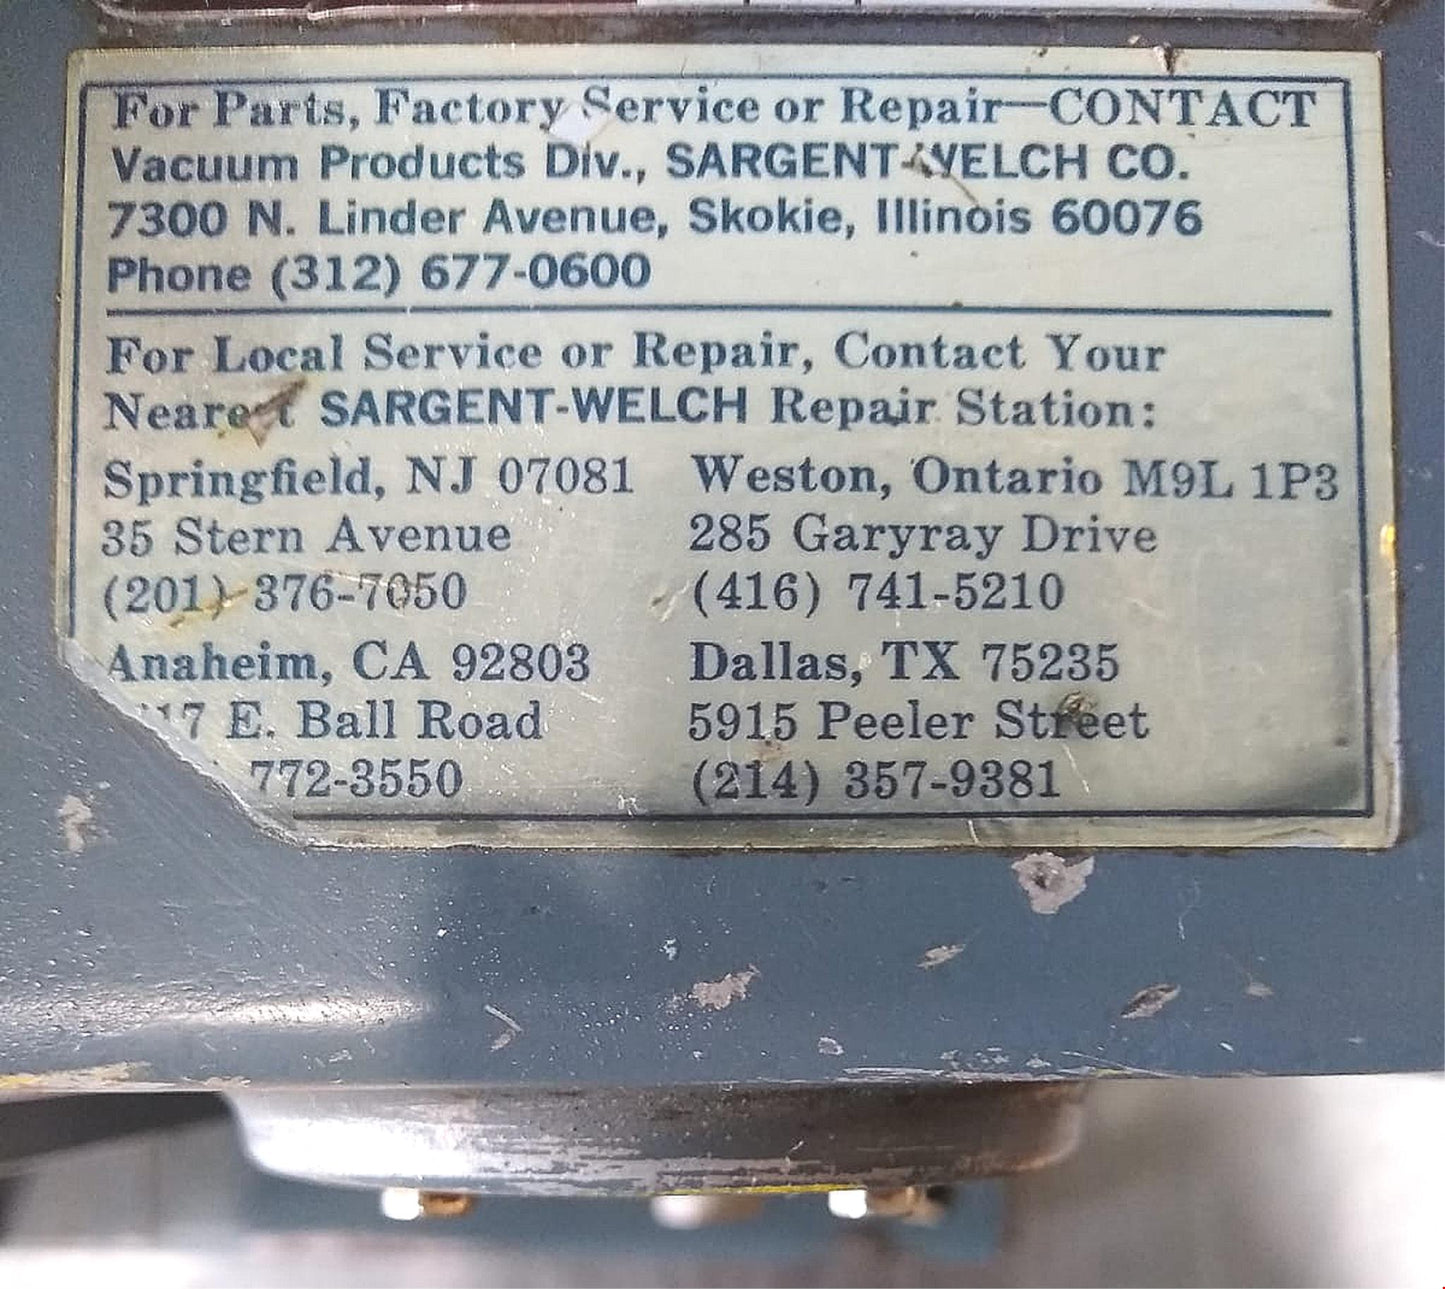 For Parts, Factory Service or Repair—CONTACT
Vacuum Products Div., SARGENT-WELCH CO.
7300 N. Linder Avenue, Skokie, Illinois 60076
Phone (312) 677-0600
For Local Service or Repair, Contact Your
Nearest SARGENT-WELCH Repair Station:
Springfield, NJ 07081
35 Stern Avenue
(201) 376-7050
Weston, Ontario M9L 1P3
285 Garyray Drive
(416) 741-5210
Anaheim, CA 92803
E. Ball Road
772-3550
Dallas, TX 75235
5915 Peeler Street
(214) 357-9381